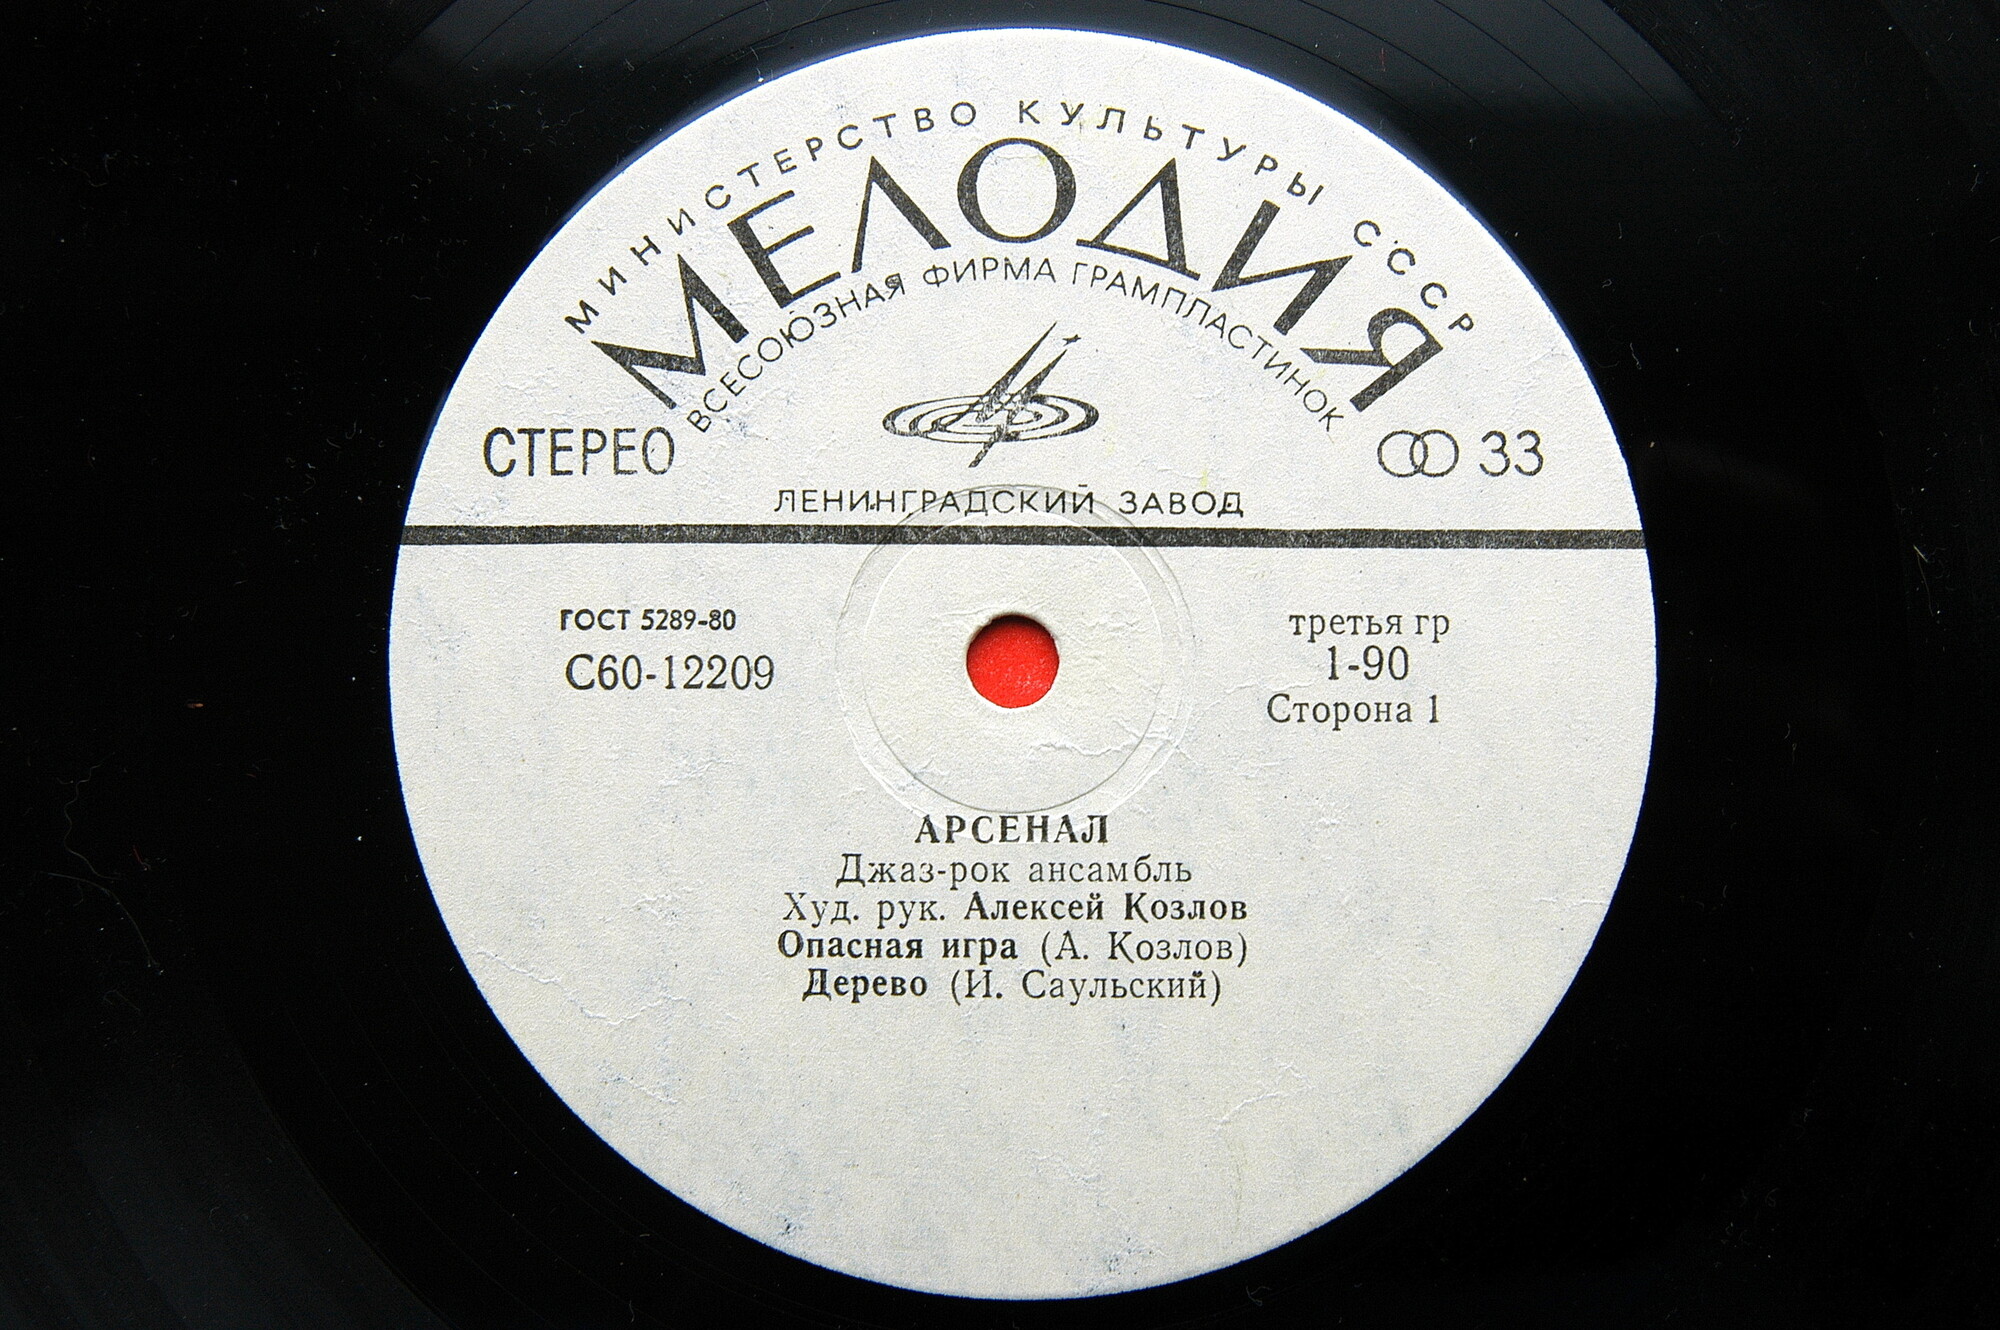 МИНИСТЕРСТВО КУЛЬТУРЫ СССР
МЕЛОДИЯ
ВСЕСОЮЗНАЯ ФИРМА ГРАМПЛАСТИНОК
СТЕРЕО
33
ЛЕНИНГРАДСКИЙ ЗАВОД
ГОСТ 5289-80
С60-12209
третья гр
1-90
Сторона 1
АРСЕНАЛ
Джаз-рок ансамбль
Худ. рук. Алексей Козлов
Опасная игра (А. Козлов)
Дерево (И. Саульский)